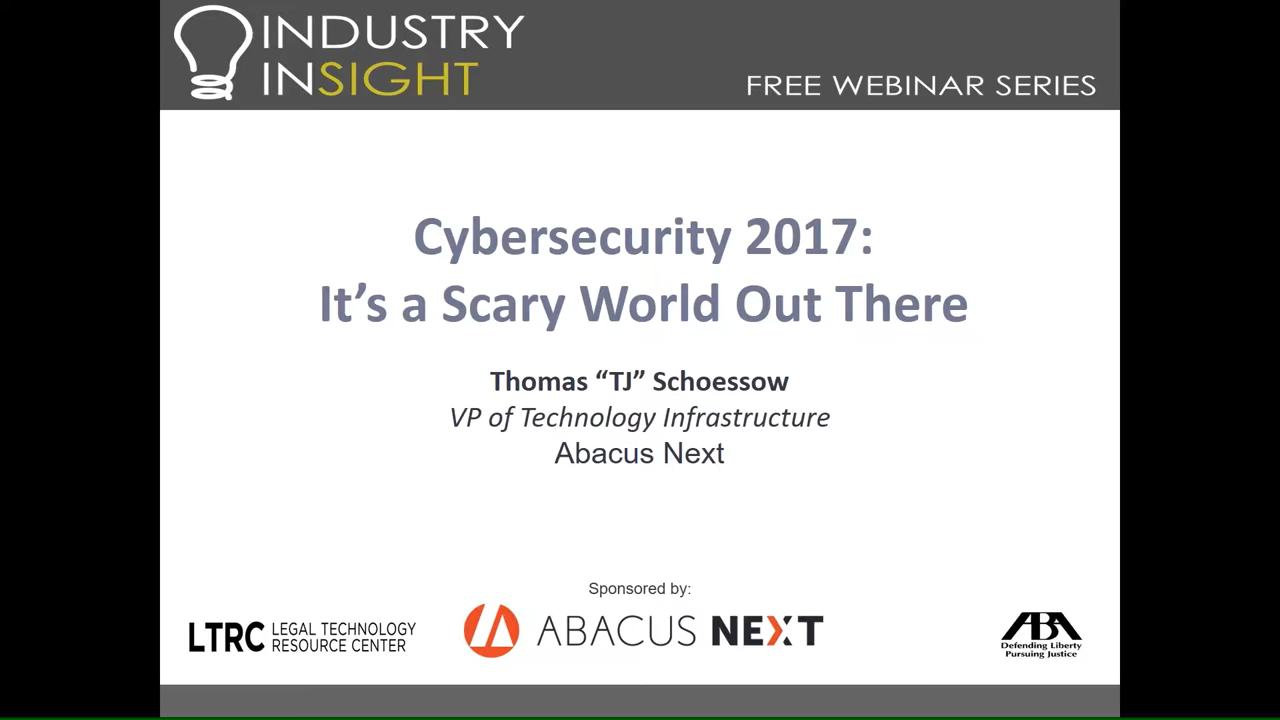 INDUSTRY
INSIGHT
FREE WEBINAR SERIES
Cybersecurity 2017:
It’s a Scary World Out There
Thomas “TJ” Schoessow
VP of Technology Infrastructure
Abacus Next
Sponsored by:
LTRC LEGAL TECHNOLOGY
RESOURCE CENTER
ABACUS NEXT
ABA
Defending Liberty
Pursuing Justice